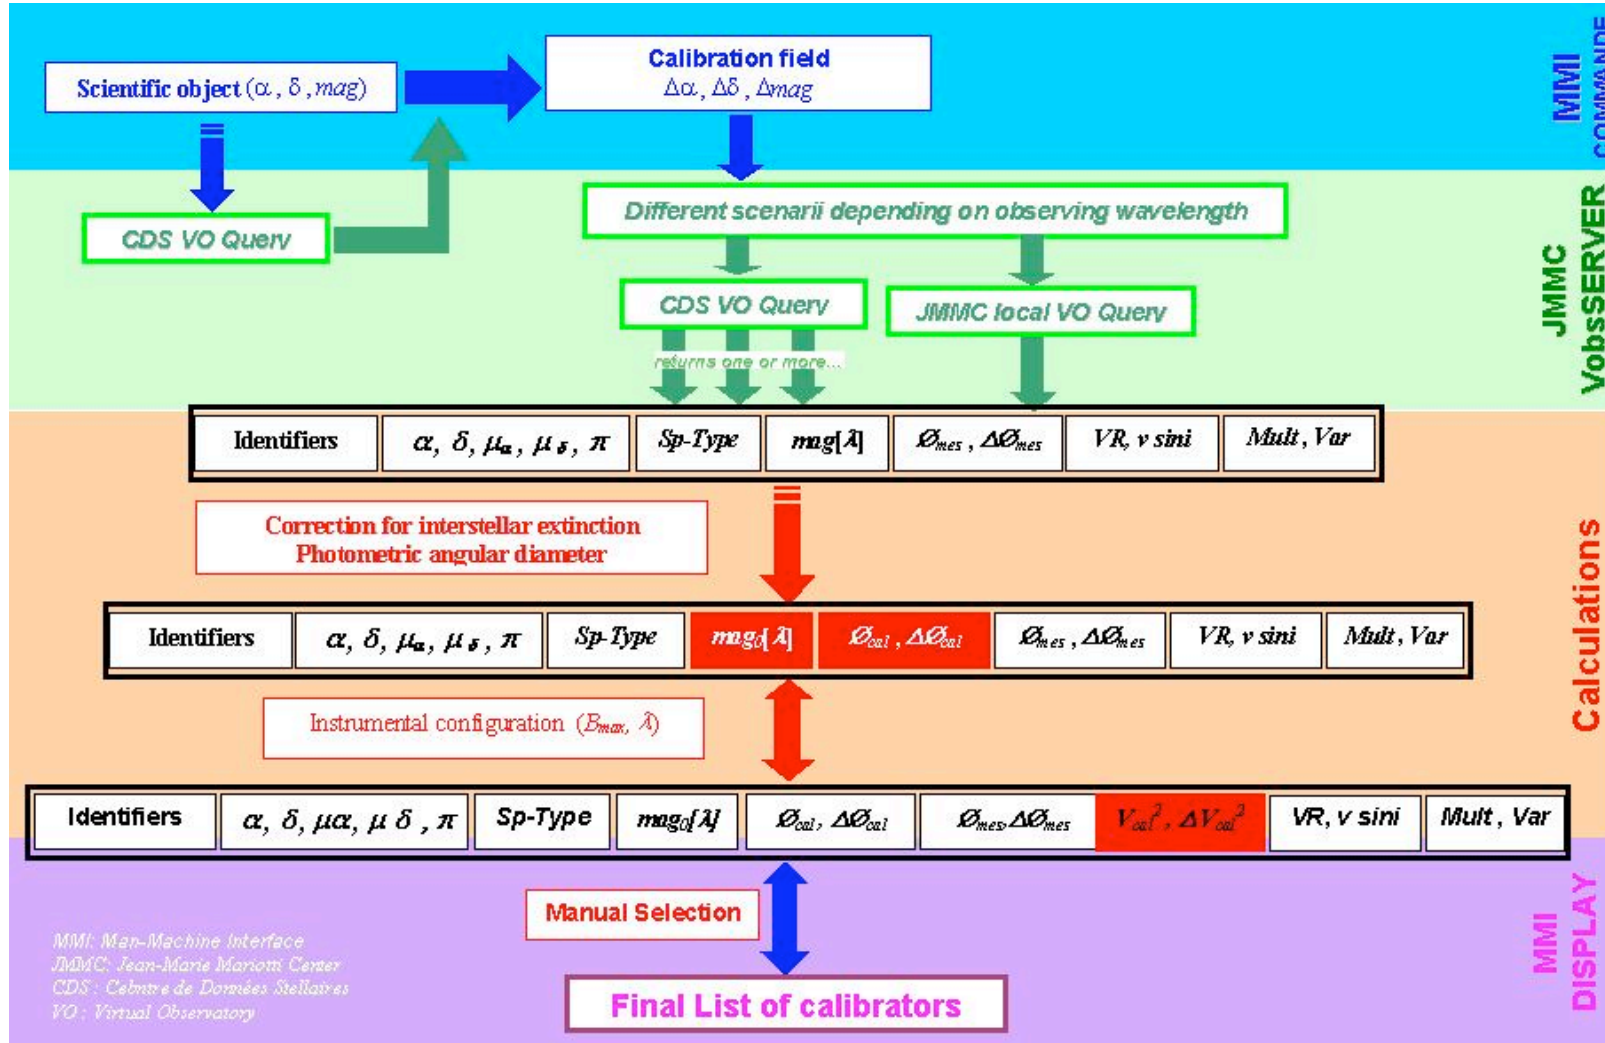 Scientific object (α, δ, mag)
Calibration field
Δα, Δδ, Δmag
MMI
COMMANDE
CDS VO Query
Different scenarii depending on observing wavelength
CDS VO Query
JMMC local VO Query
returns one or more...
JMMC
VobsSERVER
Identifiers
α, δ, μα, μ δ, π
Sp-Type
mag[λ]
Ømes , ΔØmes
VR, v sini
Mult , Var
Correction for interstellar extinction
Photometric angular diameter
Identifiers
α, δ, μα, μ δ, π
Sp-Type
mag0[λ]
Øcal , ΔØcal
Ømes , ΔØmes
VR, v sini
Mult , Var
Instrumental configuration (Bmax, λ)
Calculations
Identifiers
α, δ, μα, μ δ , π
Sp-Type
mag0[λ]
Øcal, ΔØcal
Ømes, ΔØmes
Vcal², ΔVcal²
VR, v sini
Mult , Var
Manual Selection
MMI: Man-Machine Interface
JMMC: Jean-Marie Mariotti Center
CDS : Cebntre de Données Stellaires
VO : Virtual Observatory
Final List of calibrators
MMI
DISPLAY